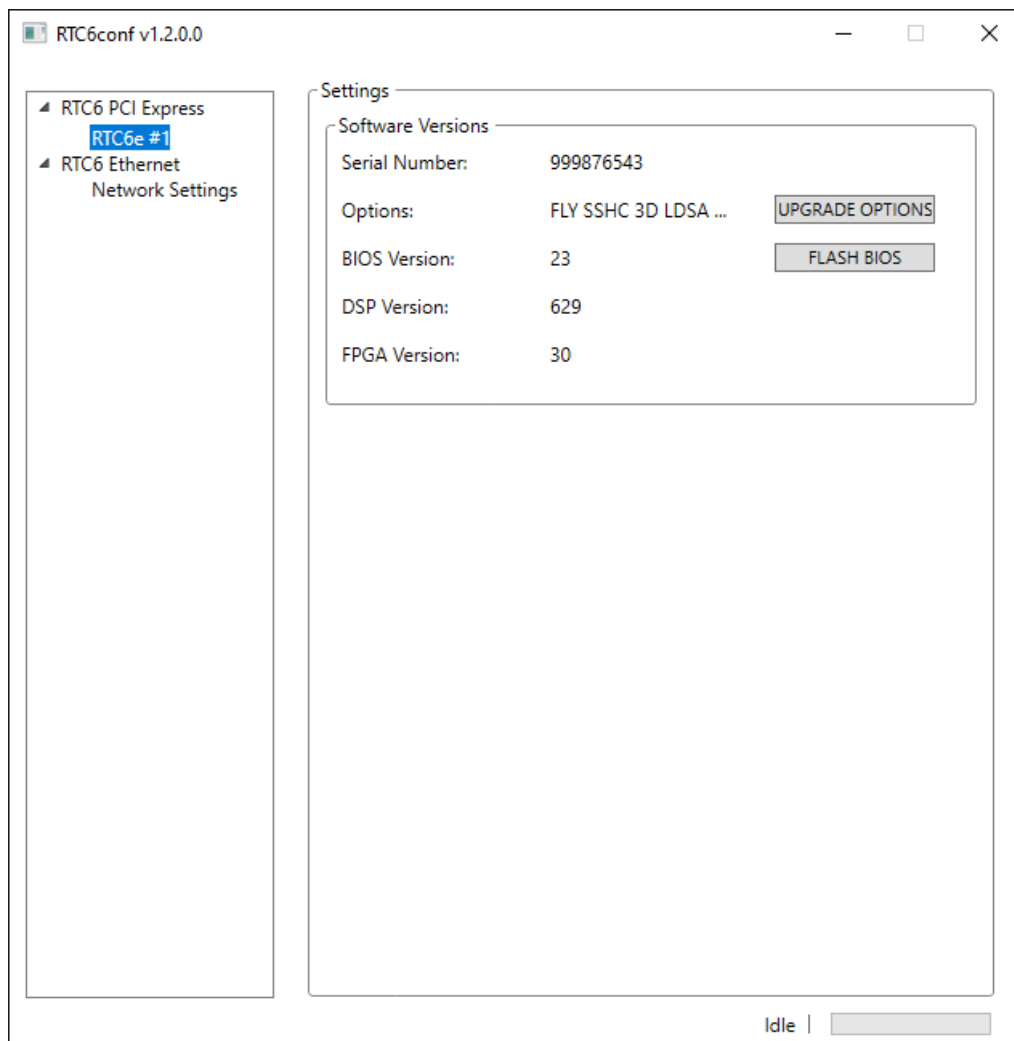 RTC6conf v1.2.0.0
RTC6 PCI Express
RTC6e #1
RTC6 Ethernet
Network Settings
Settings
Software Versions
Serial Number: 999876543
Options: FLY SSHC 3D LDSA ... UPGRADE OPTIONS
BIOS Version: 23 FLASH BIOS
DSP Version: 629
FPGA Version: 30
Idle